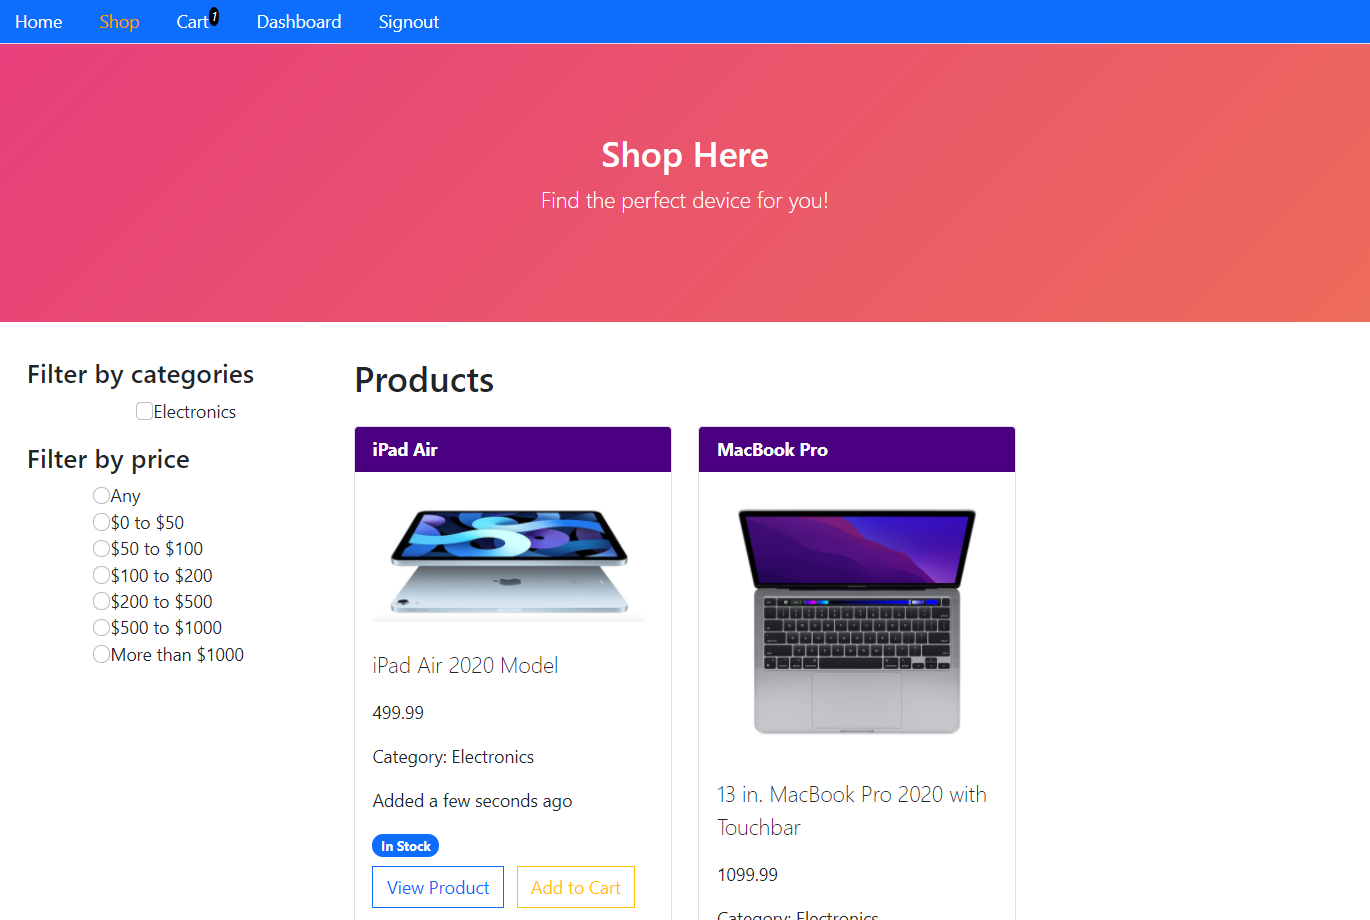 Home Shop Cart 1 Dashboard Signout
Shop Here
Find the perfect device for you!
Filter by categories
Electronics
Filter by price
Any
$0 to $50
$50 to $100
$100 to $200
$200 to $500
$500 to $1000
More than $1000
Products
iPad Air
iPad Air 2020 Model
499.99
Category: Electronics
Added a few seconds ago
In Stock
View Product Add to Cart
MacBook Pro
13 in. MacBook Pro 2020 with
Touchbar
1099.99
Category: Electronics